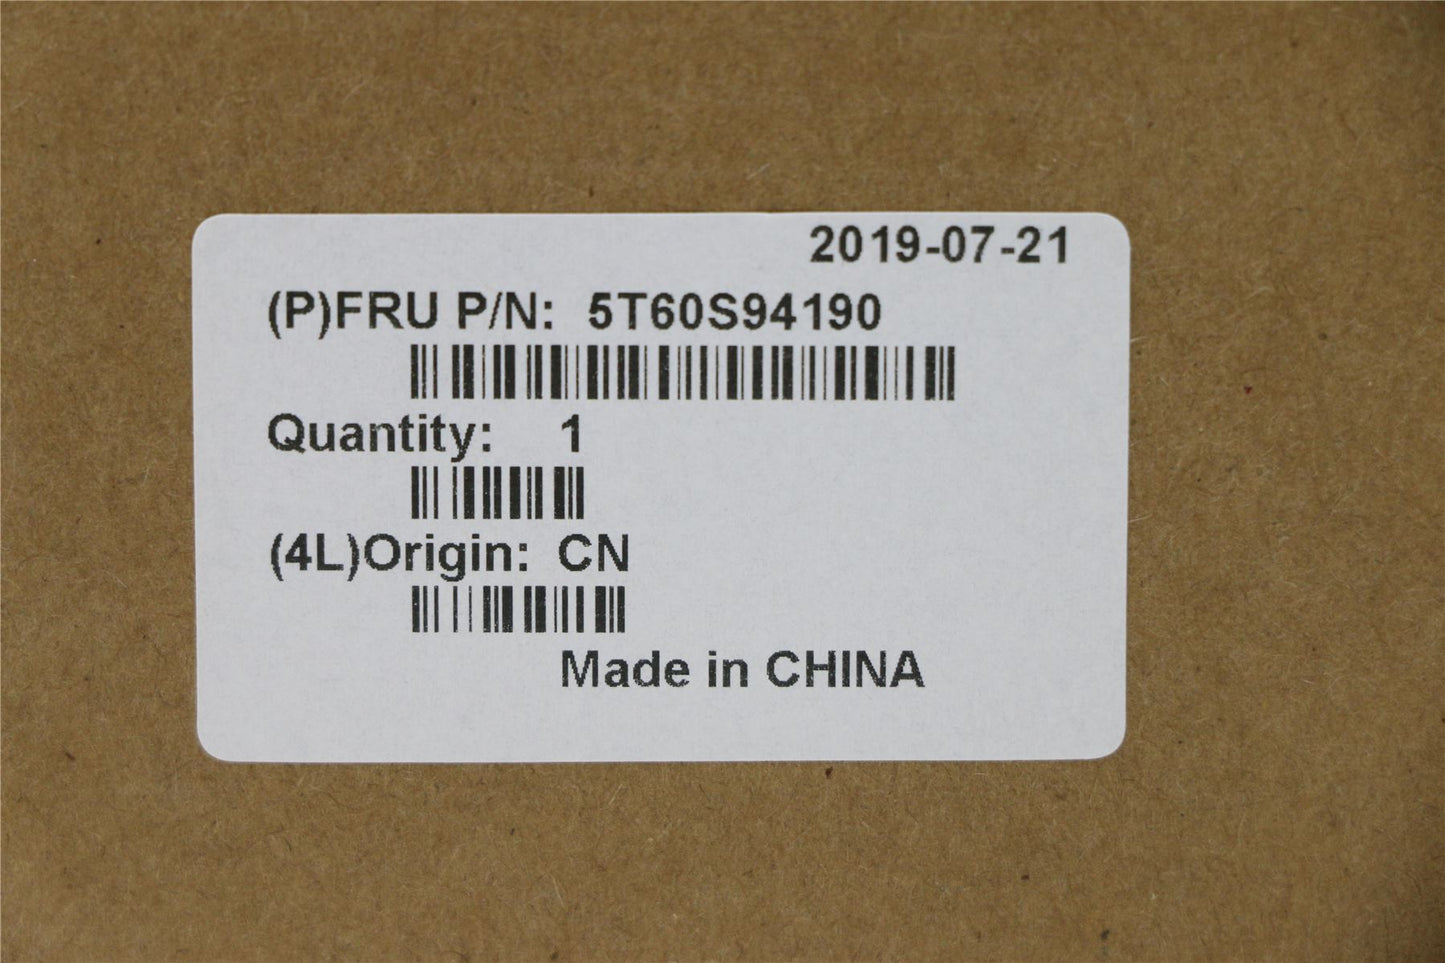 2019-07-21
(P)FRU P/N: 5T60S94190
Quantity: 1
(4L)Origin: CN
Made in CHINA